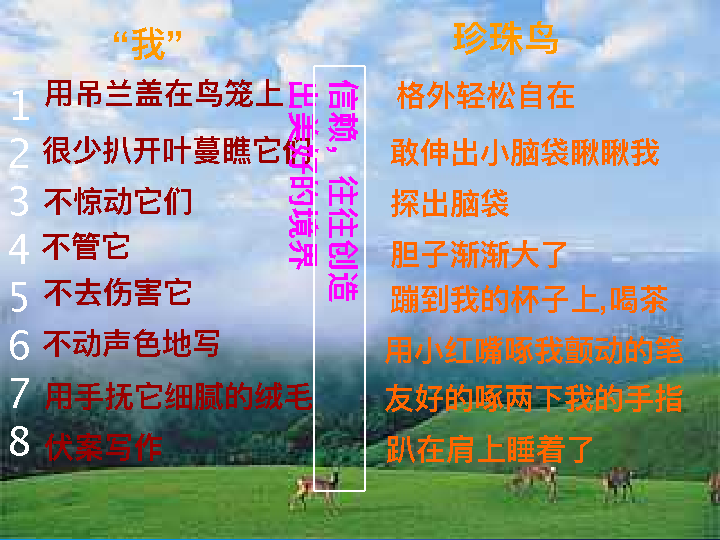 “我”
珍珠鸟
1 用吊兰盖在鸟笼上
格外轻松自在
2 很少扒开叶蔓瞧它们
敢伸出小脑袋瞅瞅我
3 不惊动它们
探出脑袋
4 不管它
胆子渐渐大了
5 不去伤害它
蹦到我的杯子上,喝茶
6 不动声色地写
用小红嘴啄我颤动的笔
7 用手抚它细腻的绒毛
友好的啄两下我的手指
8 伏案写作
趴在肩上睡着了
信赖，往往创造
出美好的境界